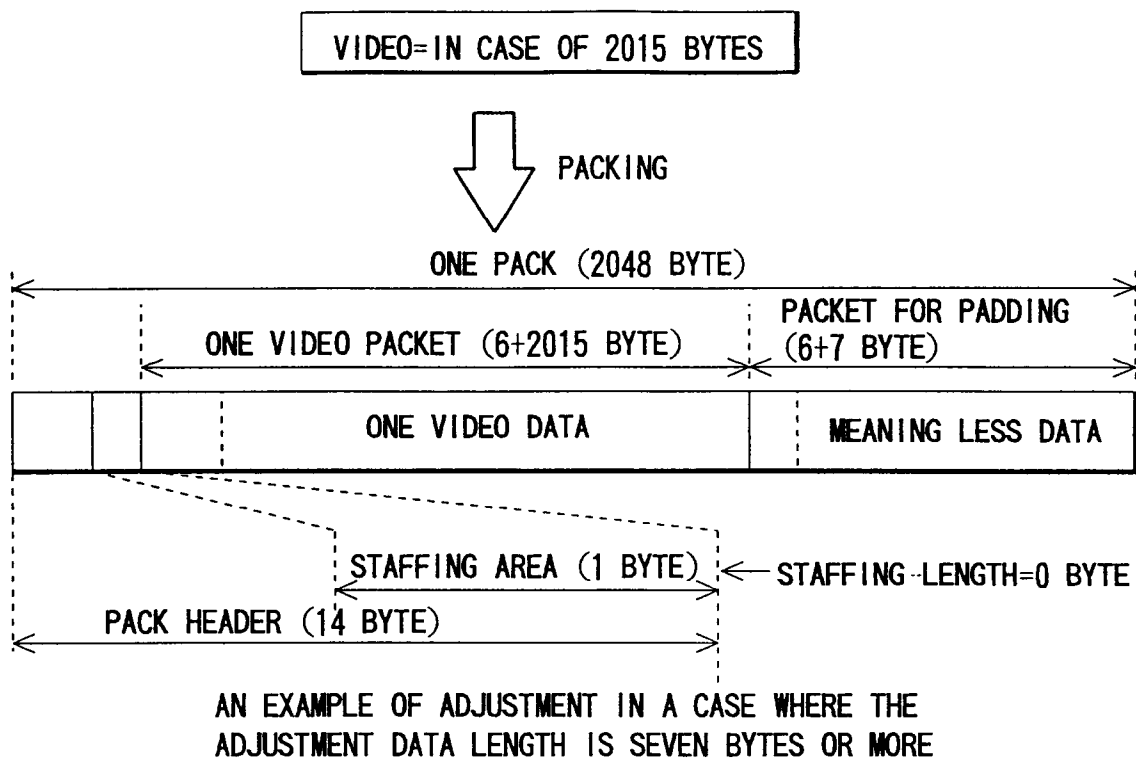 VIDEO=IN CASE OF 2015 BYTES
PACKING
ONE PACK (2048 BYTE)
PACKET FOR PADDING
(6+7 BYTE)
ONE VIDEO PACKET (6+2015 BYTE)
ONE VIDEO DATA
MEANING LESS DATA
STAFFING AREA (1 BYTE)
STAFFING-LENGTH=0 BYTE
PACK HEADER (14 BYTE)
AN EXAMPLE OF ADJUSTMENT IN A CASE WHERE THE
ADJUSTMENT DATA LENGTH IS SEVEN BYTES OR MORE